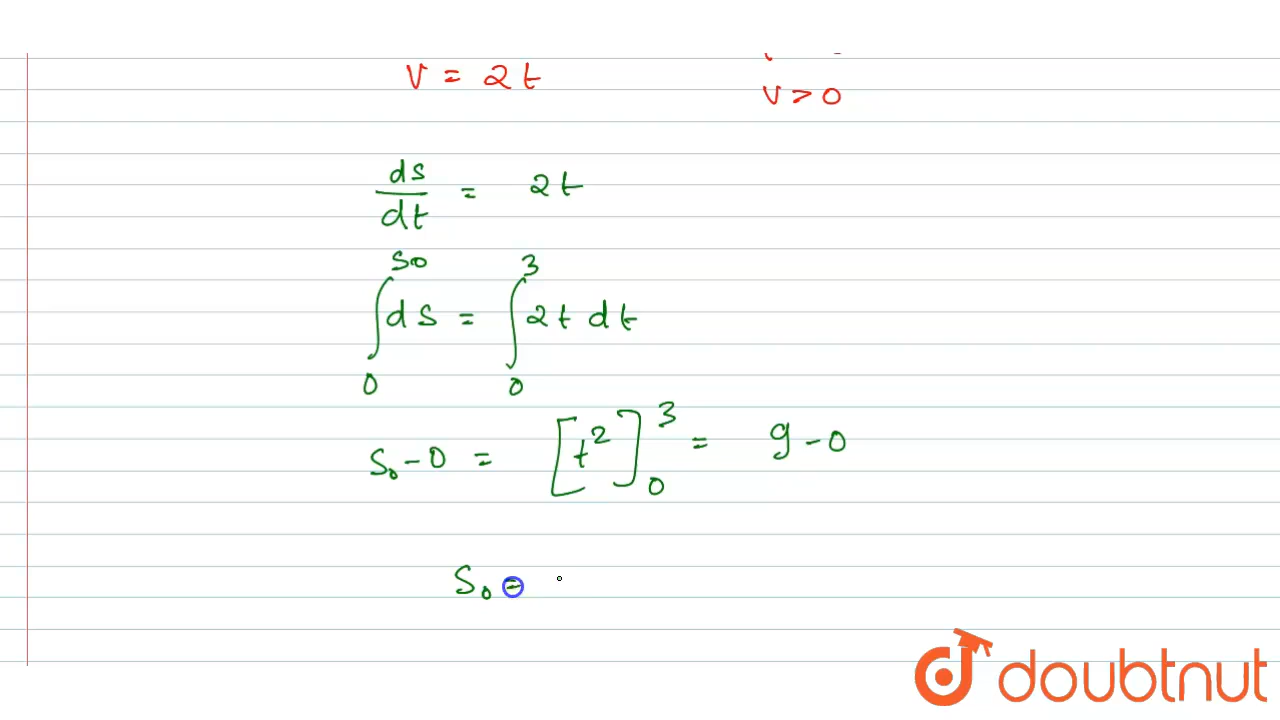 v = 2t
v > 0
ds/dt = 2t
∫₀^{S₀} ds = ∫₀^3 2t dt
S₀ - 0 = [t²]₀^3 = 9 - 0
S₀ =
doubtnut